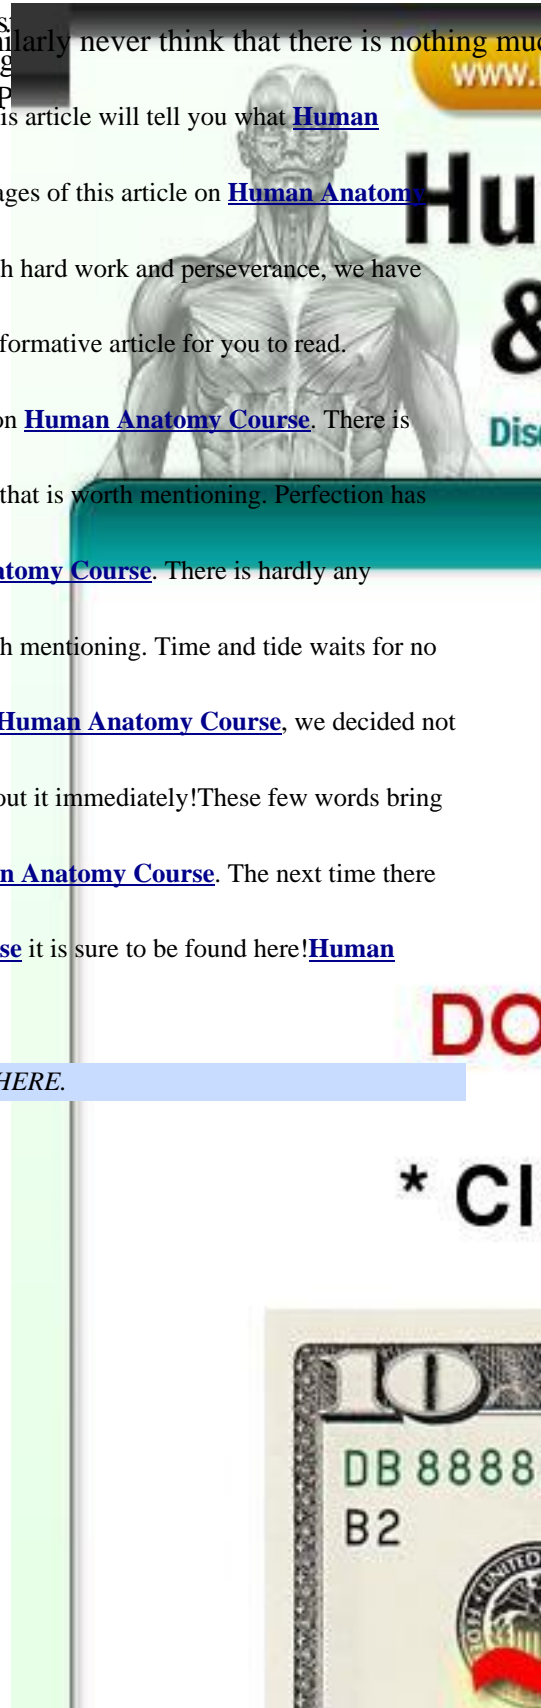 ilarly never think that there is nothing muc
www.
is article will tell you what Human
Hu
ages of this article on Human Anatomy
h hard work and perseverance, we have
&
formative article for you to read.
on Human Anatomy Course. There is
Dis
that is worth mentioning. Perfection has
atomy Course. There is hardly any
h mentioning. Time and tide waits for no
Human Anatomy Course, we decided not
out it immediately!These few words bring
n Anatomy Course. The next time there
se it is sure to be found here!Human
DO
HERE.
* Cl
10
DB 8888
B2
UNITED